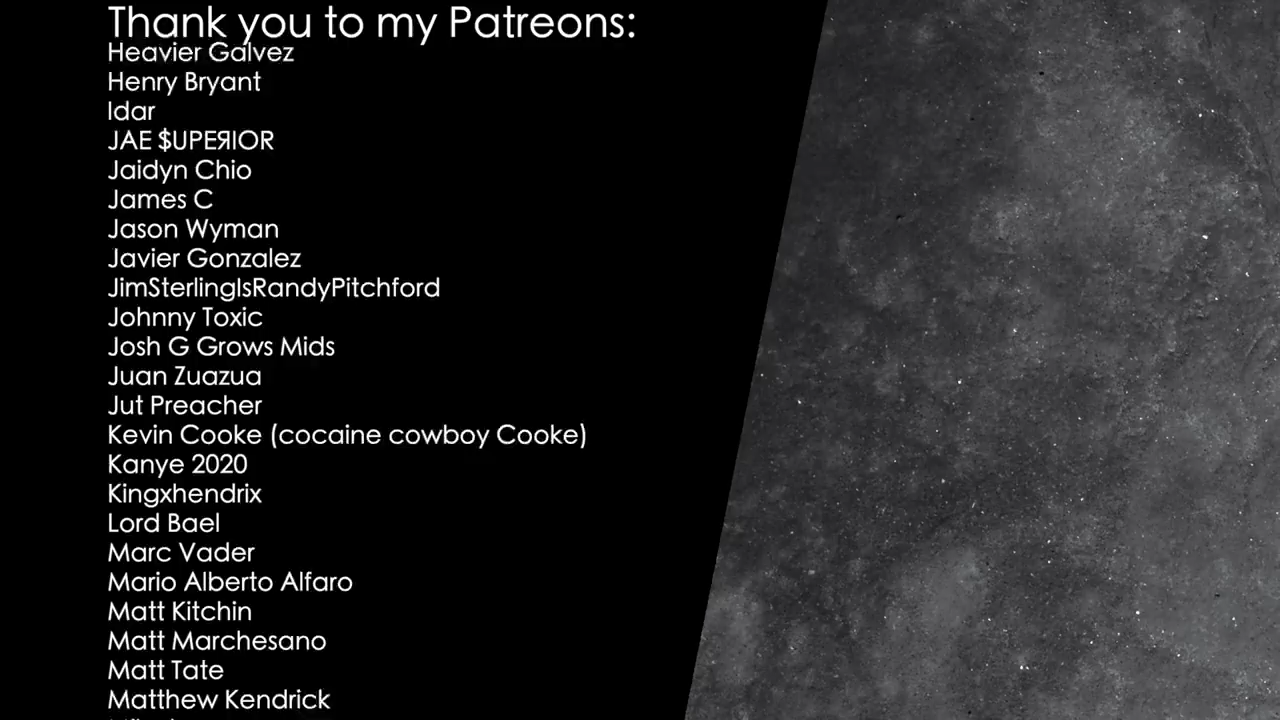 Thank you to my Patreons:
Heavier Galvez
Henry Bryant
Idar
JAE $UPEЯIOR
Jaidyn Chio
James C
Jason Wyman
Javier Gonzalez
JimSterlingIsRandyPitchford
Johnny Toxic
Josh G Grows Mids
Juan Zuazua
Jut Preacher
Kevin Cooke (cocaine cowboy Cooke)
Kanye 2020
Kingxhendrix
Lord Bael
Marc Vader
Mario Alberto Alfaro
Matt Kitchin
Matt Marchesano
Matt Tate
Matthew Kendrick